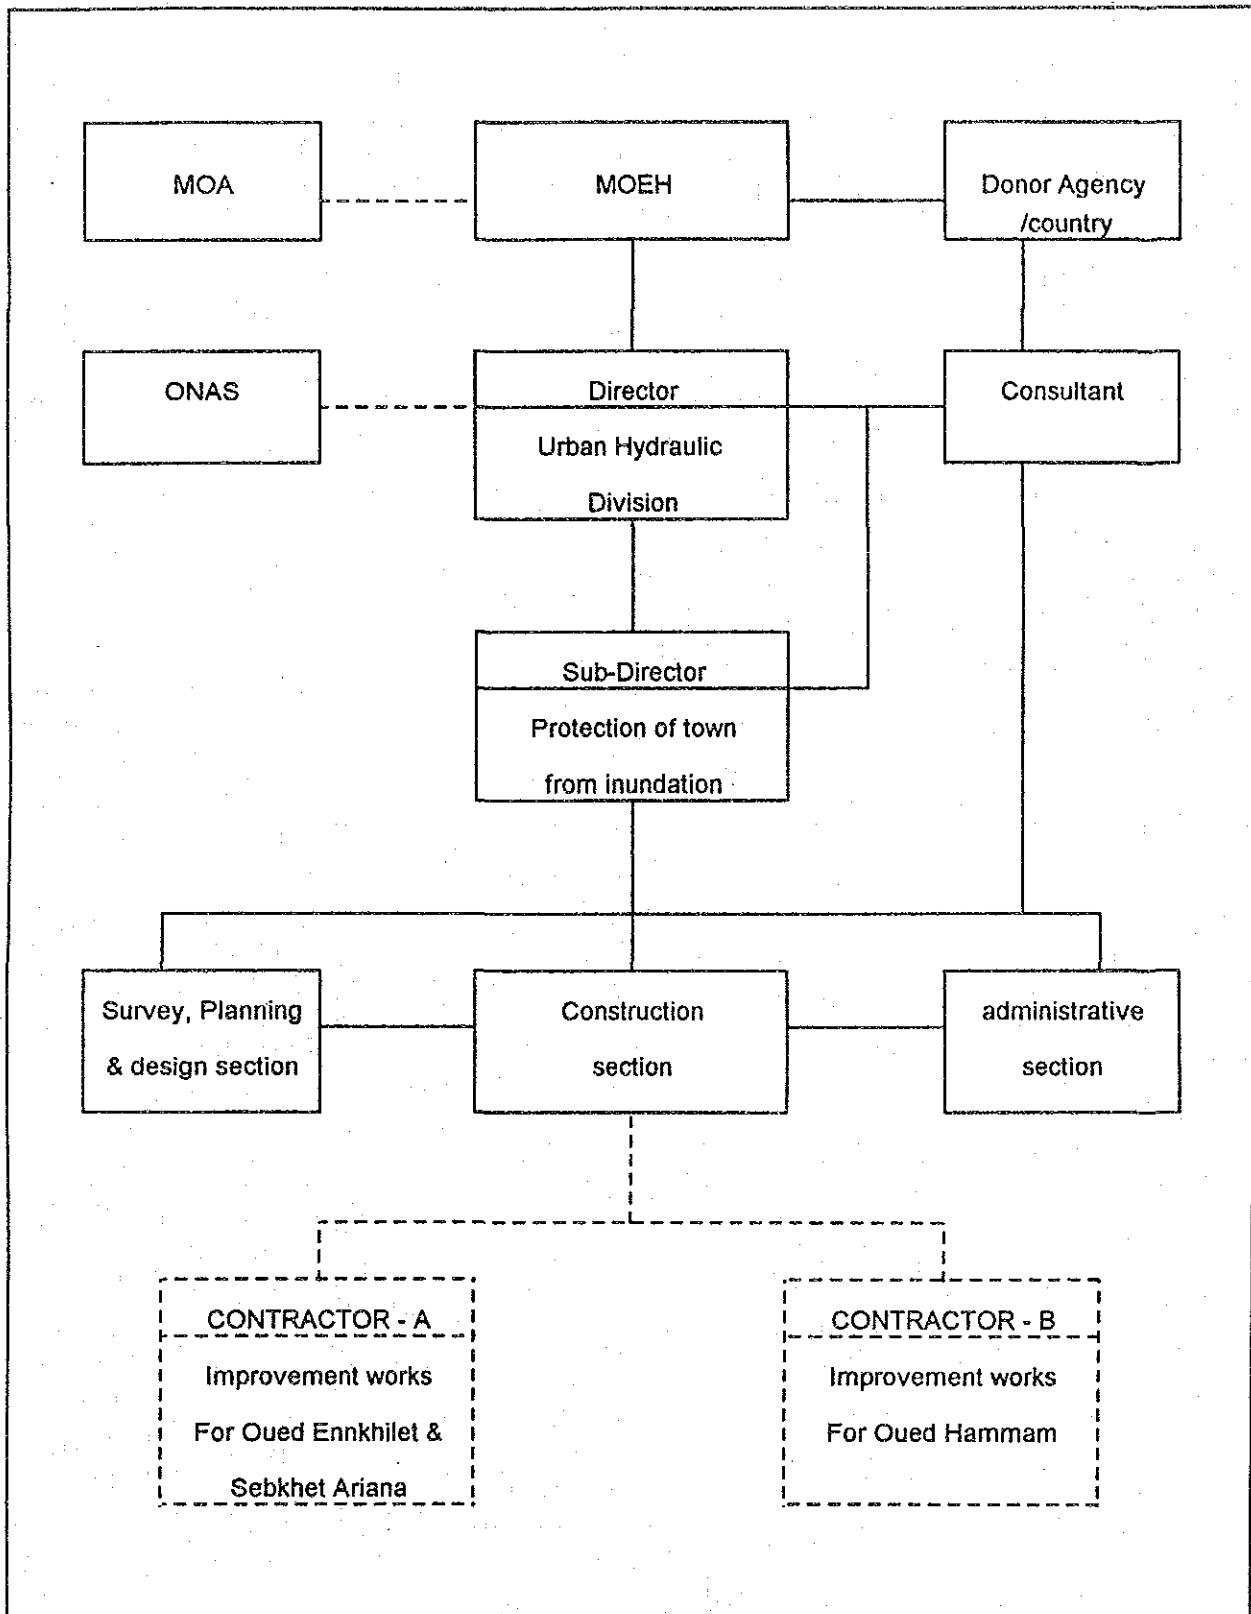 MOA
MOEH
Donor Agency
/country
ONAS
Director
Urban Hydraulic
Division
Consultant
Sub-Director
Protection of town
from inundation
Survey, Planning
& design section
Construction
section
administrative
section
CONTRACTOR - A
Improvement works
For Oued Ennkhilet &
Sebkhet Ariana
CONTRACTOR - B
Improvement works
For Oued Hammam